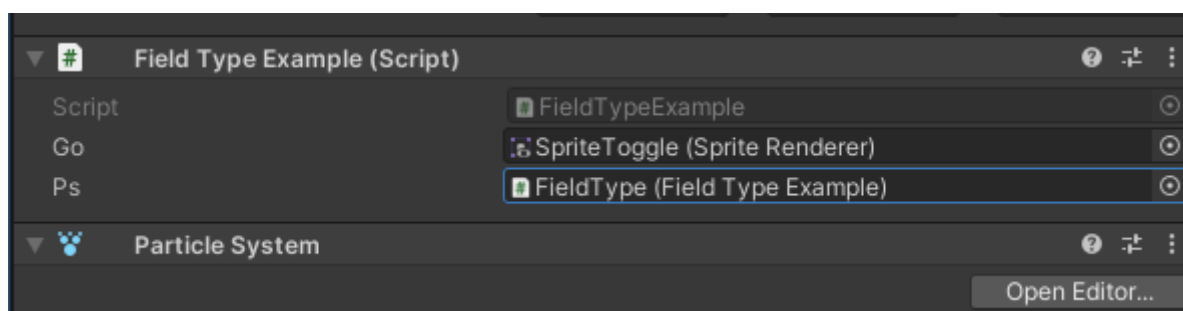 Field Type Example (Script)
Script FieldTypeExample
Go SpriteToggle (Sprite Renderer)
Ps FieldType (Field Type Example)
Particle System
Open Editor...